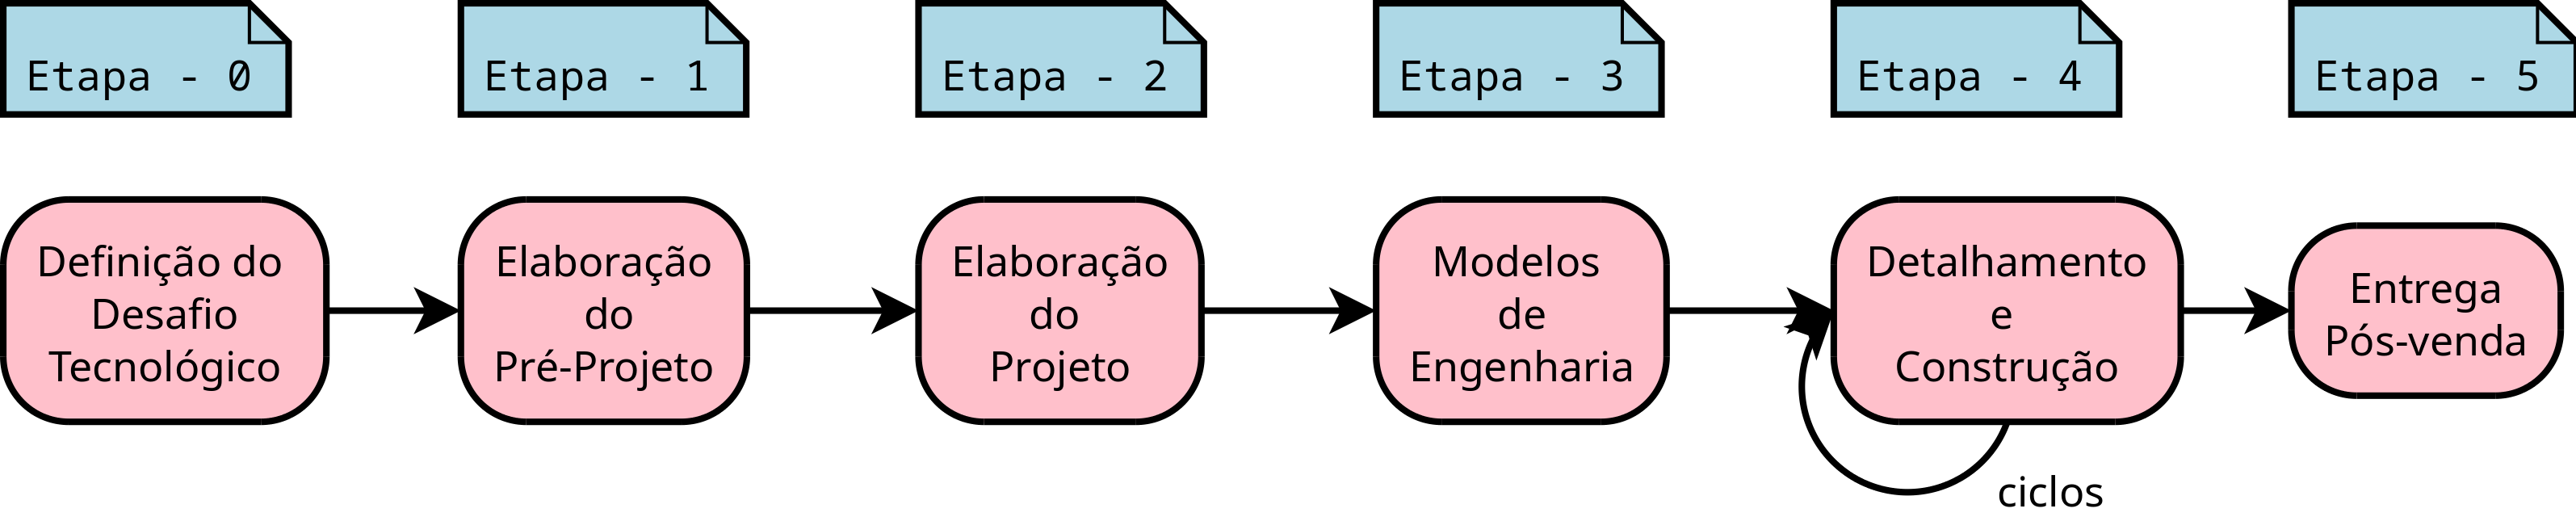 Etapa - 0
Etapa - 1
Etapa - 2
Etapa - 3
Etapa - 4
Etapa - 5
Definição do
Desafio
Tecnológico
Elaboração
do
Pré-Projeto
Elaboração
do
Projeto
Modelos
de
Engenharia
Detalhamento
e
Construção
Entrega
Pós-venda
ciclos